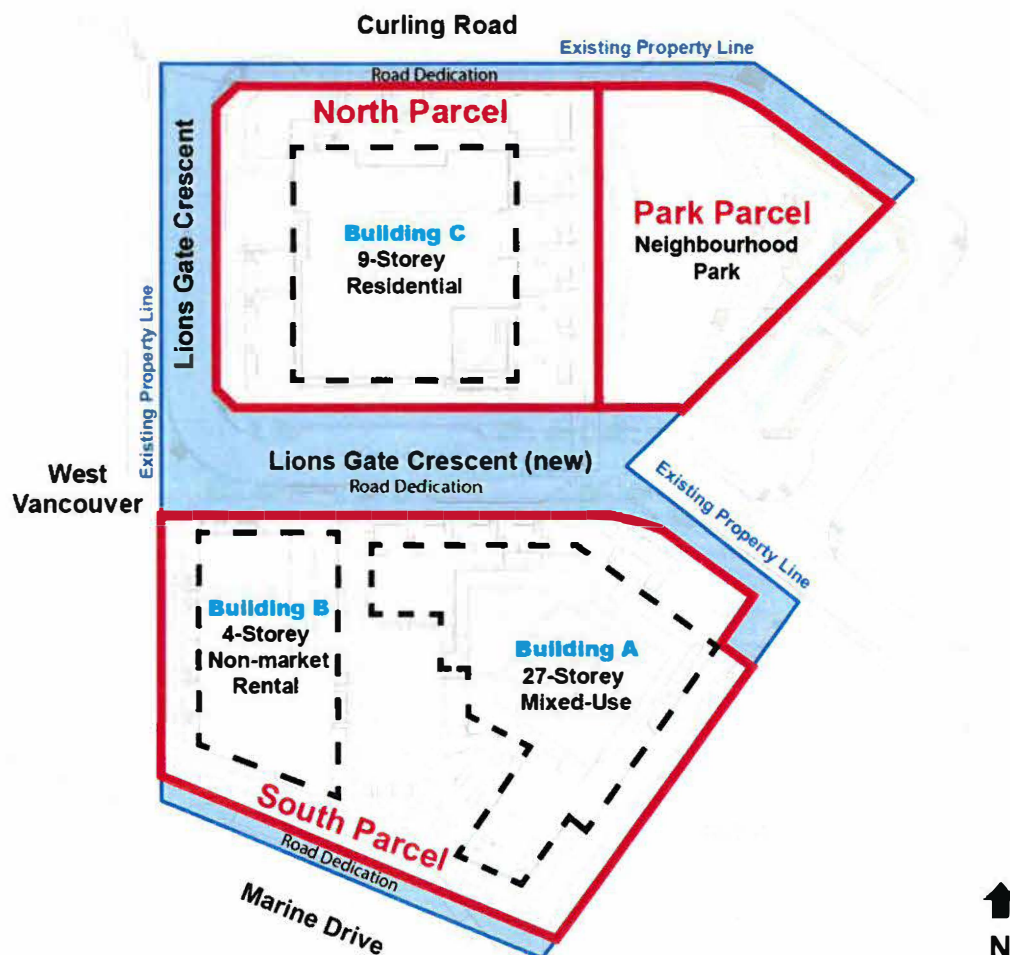 Curling Road
Existing Property Line
Road Dedication
North Parcel
Lions Gate Crescent
Building C
9-Storey
Residential
Park Parcel
Neighbourhood
Park
Existing Property Line
Lions Gate Crescent (new)
Road Dedication
West
Vancouver
Existing Property Line
Building B
4-Storey
Non-market
Rental
Building A
27-Storey
Mixed-Use
South Parcel
Road Dedication
Marine Drive
N